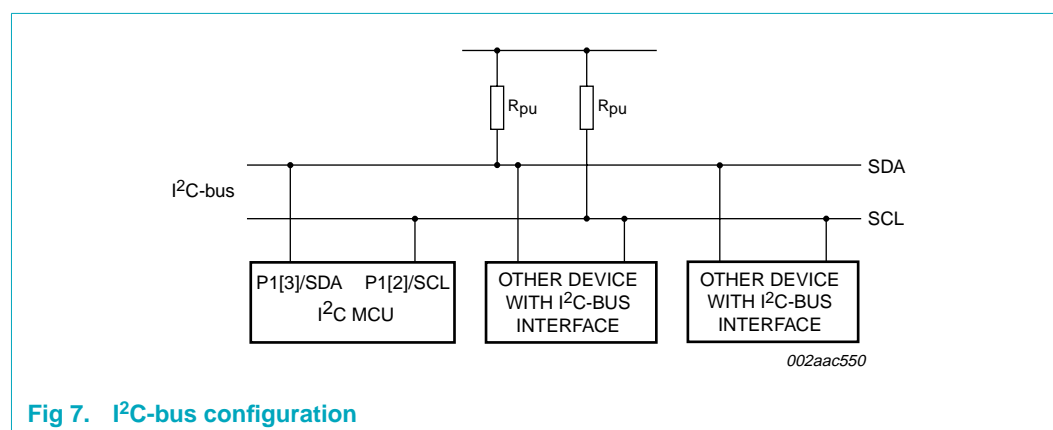 Rpu
Rpu
SDA
I²C-bus
SCL
P1[3]/SDA P1[2]/SCL
I²C MCU
OTHER DEVICE
WITH I²C-BUS
INTERFACE
OTHER DEVICE
WITH I²C-BUS
INTERFACE
002aac550
Fig 7. I²C-bus configuration